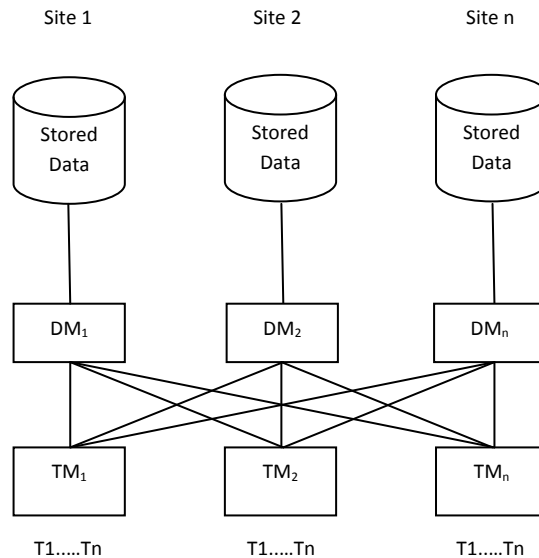 Site 1
Site 2
Site n
Stored
Data
Stored
Data
Stored
Data
DM₁
DM₂
DMₙ
TM₁
TM₂
TMₙ
T1.....Tn
T1.....Tn
T1.....Tn